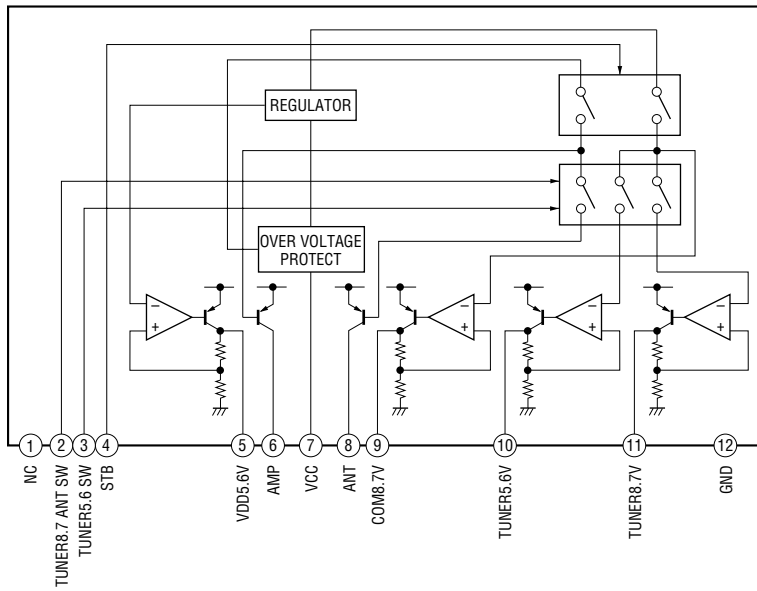 REGULATOR
OVER VOLTAGE
PROTECT
–
+
–
+
–
+
–
+
1
2
3
4
5
6
7
8
9
10
11
12
NC
TUNER8.7 ANT SW
TUNER5.6 SW
STB
VDD5.6V
AMP
VCC
ANT
COM8.7V
TUNER5.6V
TUNER8.7V
GND